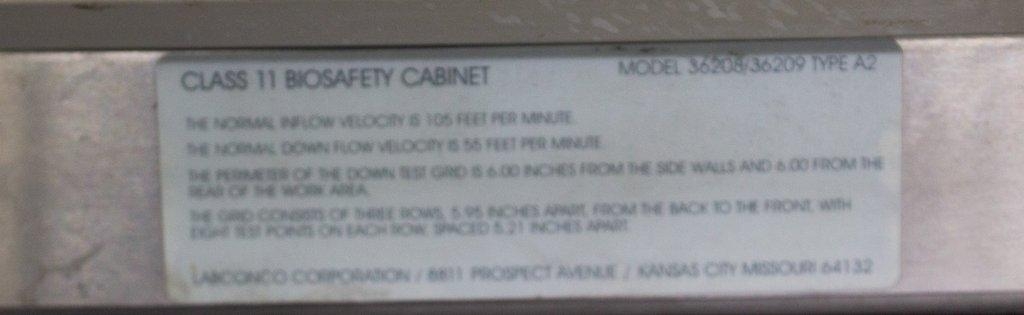 CLASS 11 BIOSAFETY CABINET
MODEL 36208/36209 TYPE A2
THE NORMAL INFLOW VELOCITY IS 105 FEET PER MINUTE.
THE NORMAL DOWN FLOW VELOCITY IS 55 FEET PER MINUTE.
THE PERIMETER OF THE DOWN TEST GRID IS 6.00 INCHES FROM THE SIDE WALLS AND 6.00 FROM THE
REAR OF THE WORK AREA.
THE GRID CONSISTS OF THREE ROWS, 5.95 INCHES APART, FROM THE BACK TO THE FRONT, WITH
EIGHT TEST POINTS ON EACH ROW, SPACED 5.21 INCHES APART.
LABCONCO CORPORATION / 8811 PROSPECT AVENUE / KANSAS CITY MISSOURI 64132